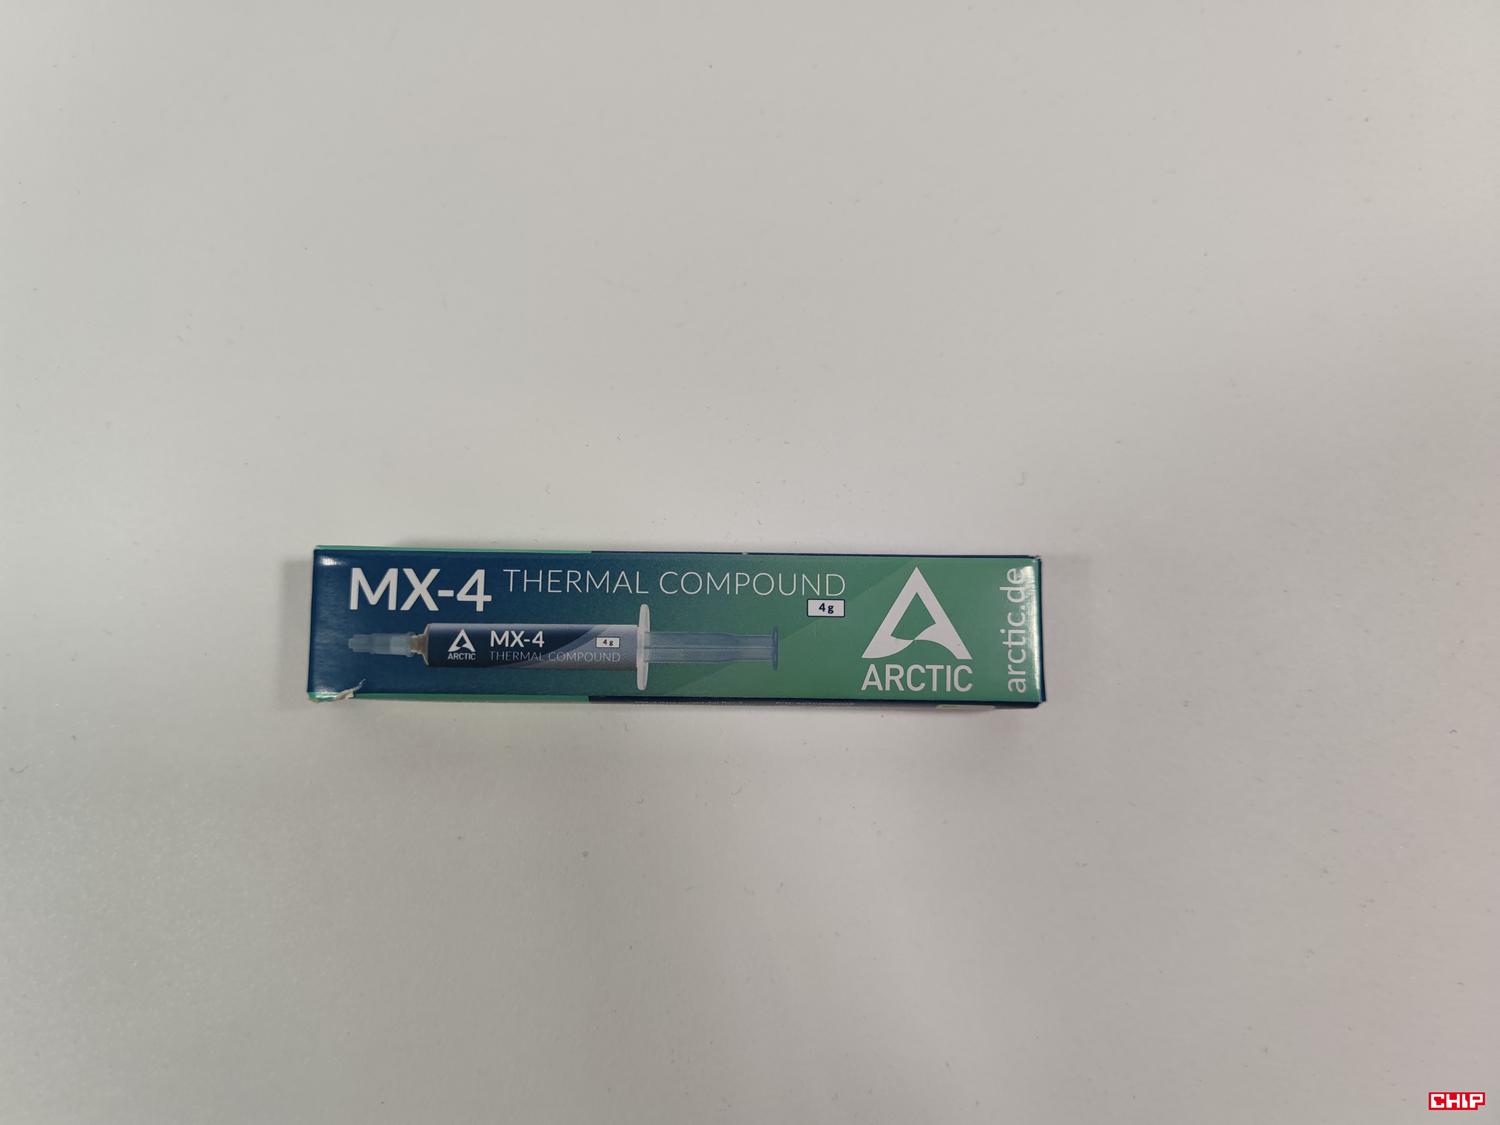 MX-4 THERMAL COMPOUND
4g
ARCTIC
MX-4
4g
THERMAL COMPOUND
ARCTIC
arctic.de
CHIP